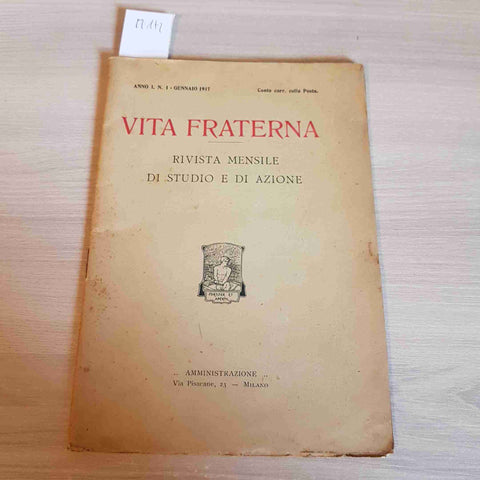 ANNO I. N. 1 - GENNAIO 1917 Conto corr. colla Posta.
VITA FRATERNA
RIVISTA MENSILE
DI STUDIO E DI AZIONE
.. AMMINISTRAZIONE ..
Via Pisacane, 25 — MILANO